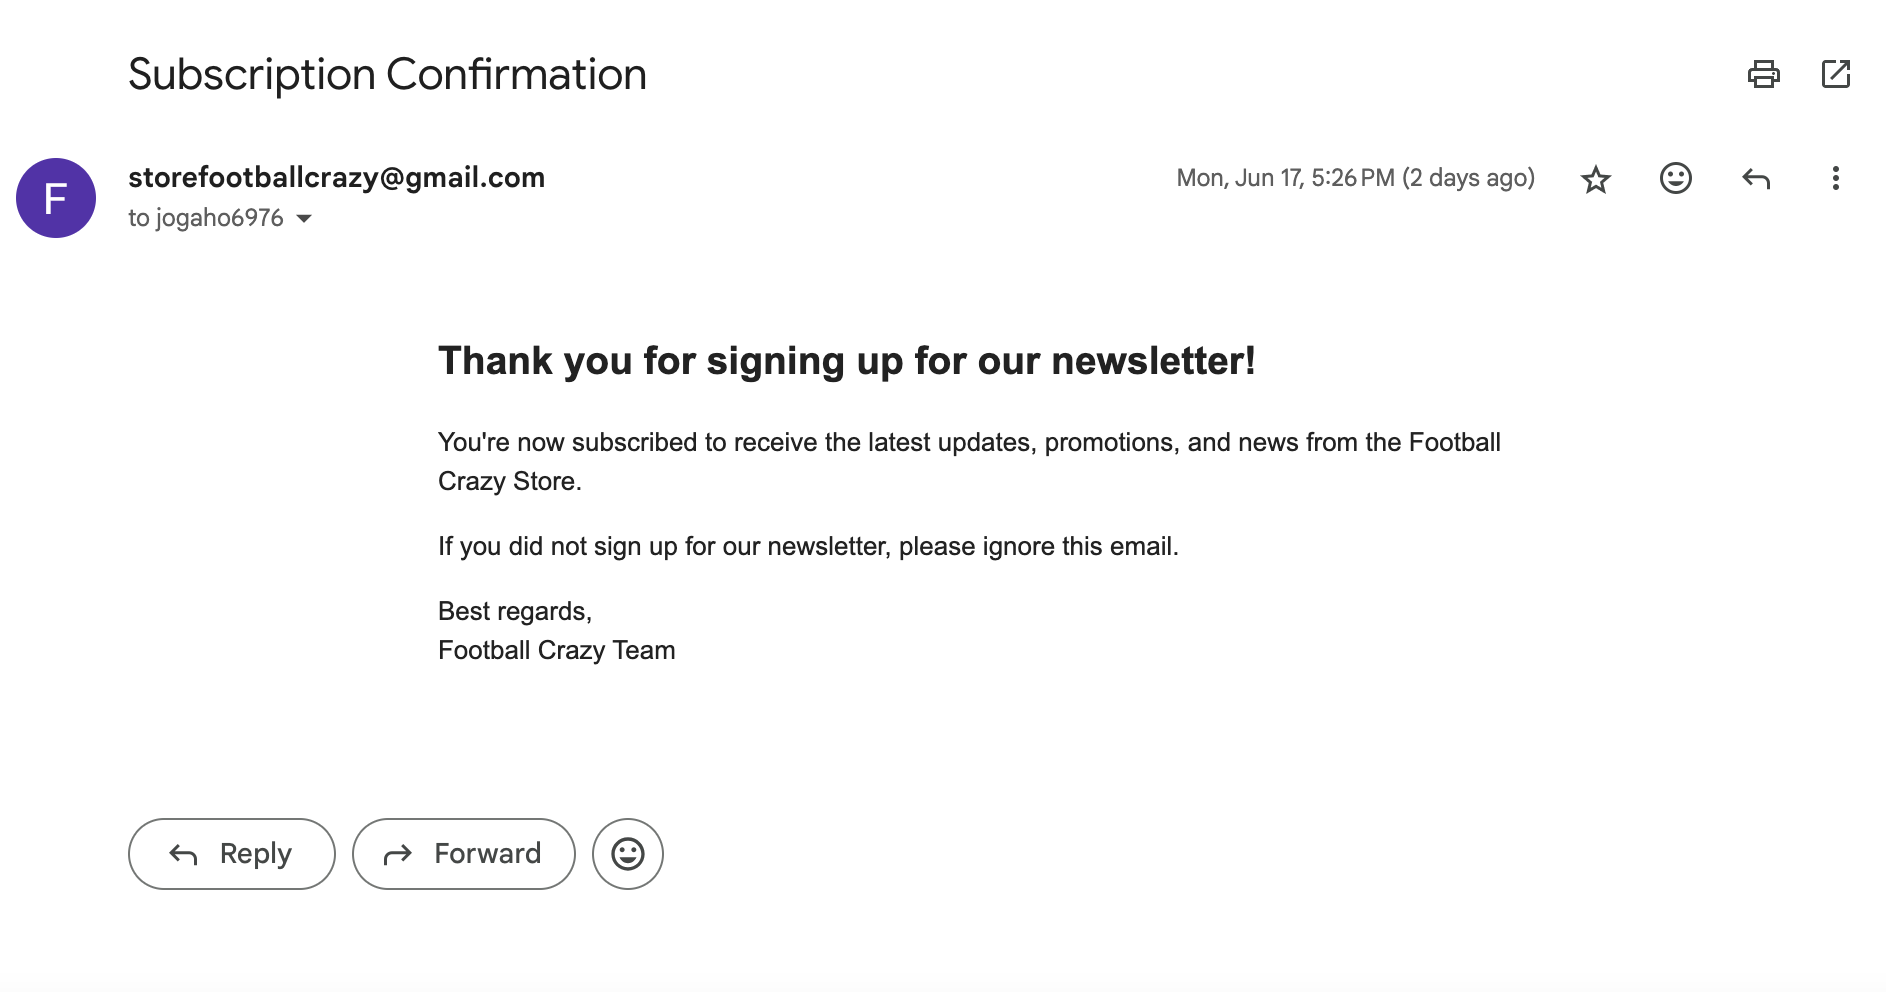 Subscription Confirmation
F
storefootballcrazy@gmail.com
Mon, Jun 17, 5:26 PM (2 days ago)
to jogaho6976
Thank you for signing up for our newsletter!
You're now subscribed to receive the latest updates, promotions, and news from the Football
Crazy Store.
If you did not sign up for our newsletter, please ignore this email.
Best regards,
Football Crazy Team
Reply
Forward